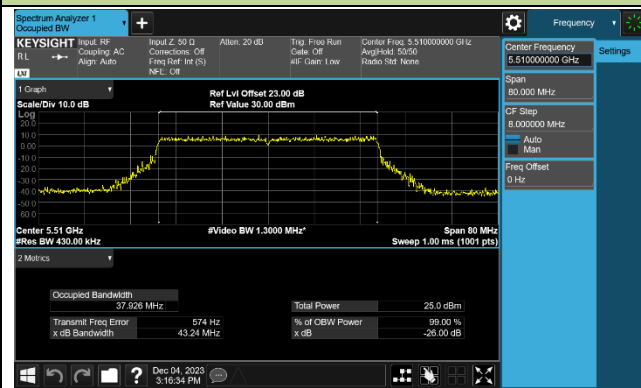 Spectrum Analyzer 1
Occupied BW
Frequency
KEYSIGHT
Input: RF
Coupling: AC
Align: Auto
Input Z: 50 Ω
Corrections: Off
Freq Ref: Int (S)
NFE: Off
Atten: 20 dB
Trig: Free Run
Gate: Off
#IF Gain: Low
Center Freq: 5.510000000 GHz
Avg|Hold: 50/50
Radio Std: None
RL
LXI
Center Frequency
5.510000000 GHz
Settings
Span
80.000 MHz
CF Step
8.000000 MHz
Auto
Man
Freq Offset
0 Hz
1 Graph
Scale/Div 10.0 dB
Ref Lvl Offset 23.00 dB
Ref Value 30.00 dBm
Log
20.0
10.0
0.00
-10.0
-20.0
-30.0
-40.0
-50.0
-60.0
Center 5.51 GHz
#Res BW 430.00 kHz
#Video BW 1.3000 MHz*
Span 80 MHz
Sweep 1.00 ms (1001 pts)
2 Metrics
Occupied Bandwidth
37.926 MHz
Total Power
25.0 dBm
Transmit Freq Error
574 Hz
% of OBW Power
99.00 %
x dB Bandwidth
43.24 MHz
x dB
-26.00 dB
?
Dec 04, 2023
3:16:34 PM